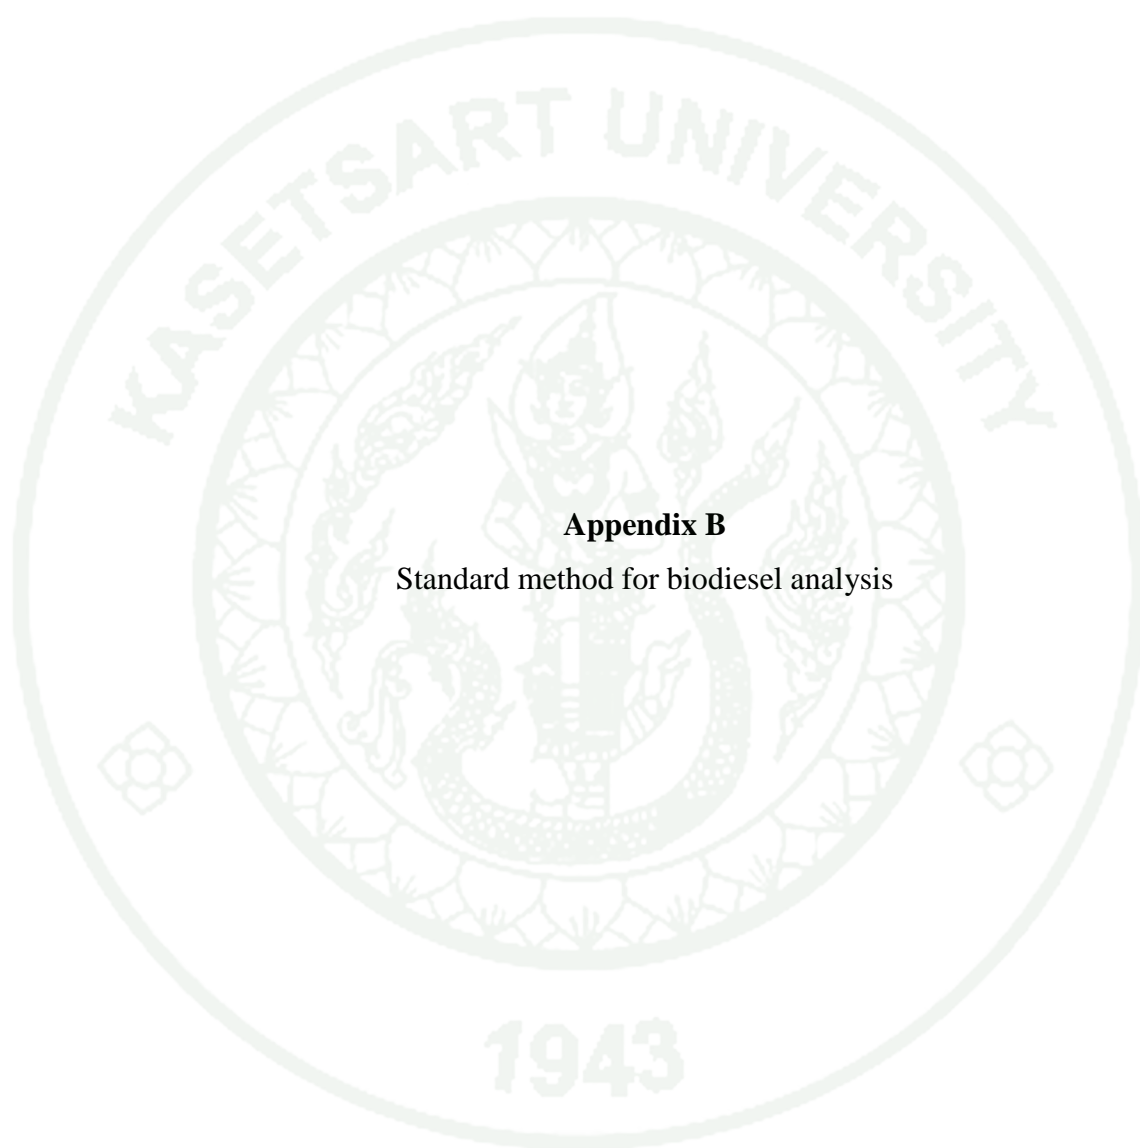 KASETSART UNIVERSITY
Appendix B
Standard method for biodiesel analysis
1943